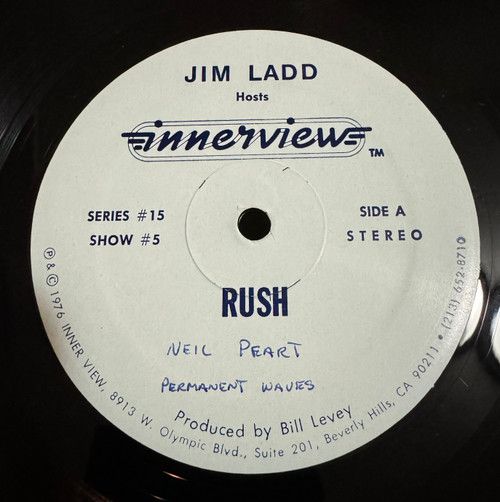 JIM LADD
Hosts
innerview
TM
SERIES #15
SHOW #5
SIDE A
STEREO
RUSH
NEIL PEART
PERMANENT WAVES
Produced by Bill Levey
℗ & © 1976 INNER VIEW, 8913 W. Olympic Blvd., Suite 201, Beverly Hills, CA 90211 • (213) 652-8710